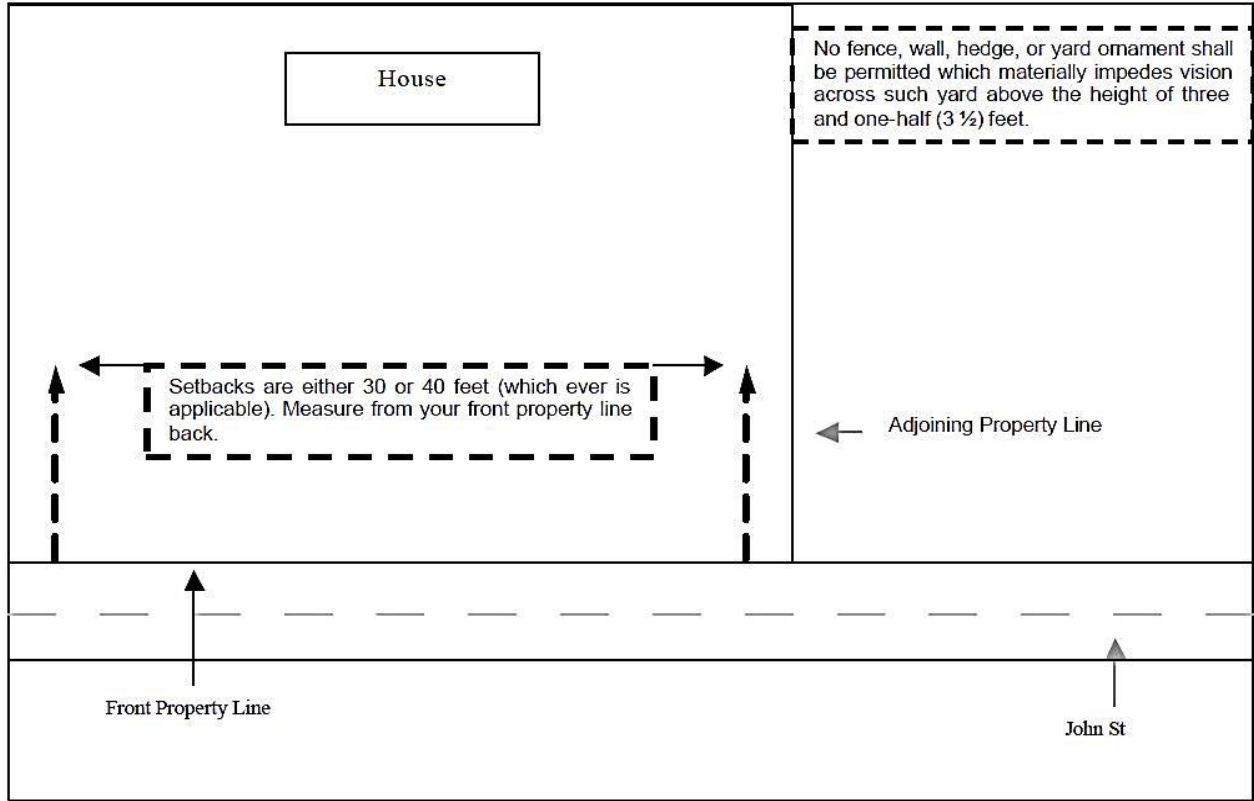 House
No fence, wall, hedge, or yard ornament shall
be permitted which materially impedes vision
across such yard above the height of three
and one-half (3 ½) feet.
Setbacks are either 30 or 40 feet (which ever is
applicable). Measure from your front property line
back.
Adjoining Property Line
Front Property Line
John St